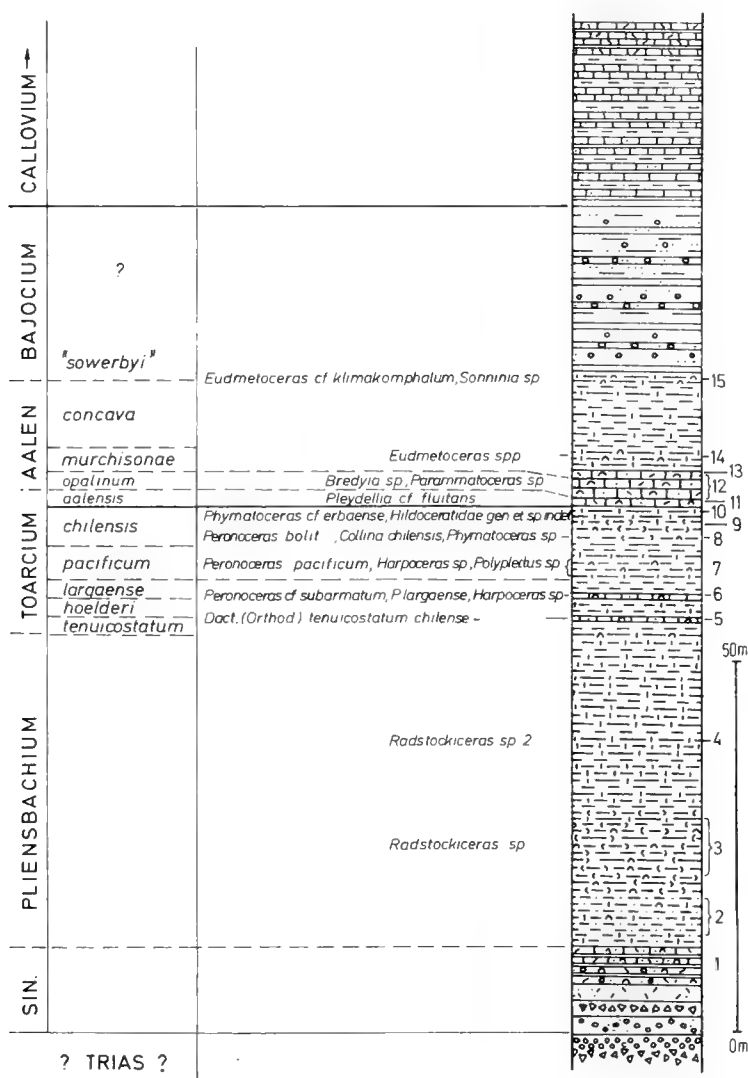 CALLOVIUM →
BAJOCIUM
?
"sowerbyi"
Eudmetoceras cf klimakomphalum, Sonninia sp
15
AALEN
concava
murchisonae
Eudmetoceras spp
14
13
opalinum
Bredyia sp, Parammatoceras sp
12
aalensis
Pleydellia cf fluitans
11
TOARCIUM
chilensis
Phymatoceras cf erbaense, Hildoceratidae gen et sp indet
10
9
Peronoceras bolit , Collina chilensis, Phymatoceras sp
8
pacificum
Peronoceras pacificum, Harpoceras sp, Polyplectus sp
7
largaense
Peronoceras cf subarmatum, P largaense, Harpoceras sp
6
hoelderi
tenuicostatum
Dact. (Orthod) tenuicostatum chilense
5
50m
PLIENSBACHIUM
Radstockiceras sp 2
4
Radstockiceras sp
3
2
SIN.
1
0m
? TRIAS ?